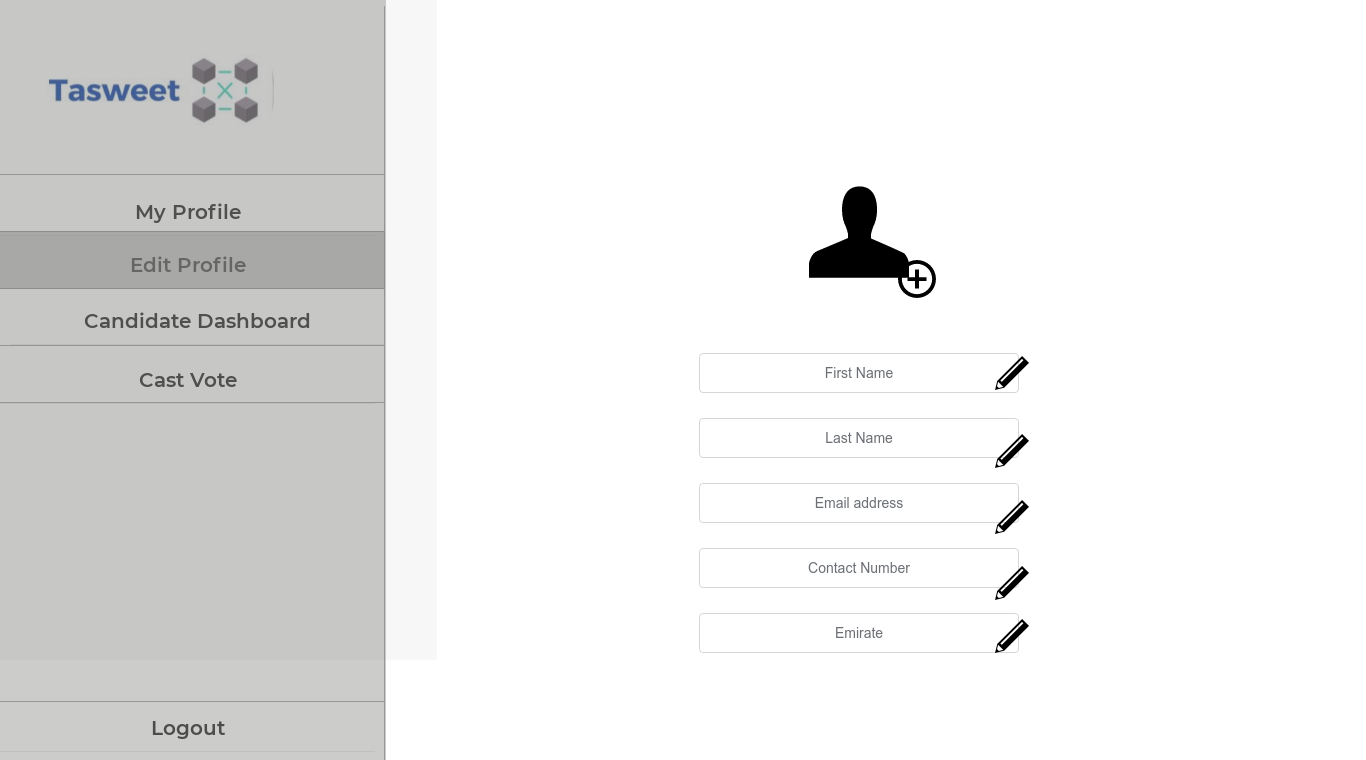 Tasweet
My Profile
Edit Profile
Candidate Dashboard
Cast Vote
Logout
First Name
Last Name
Email address
Contact Number
Emirate